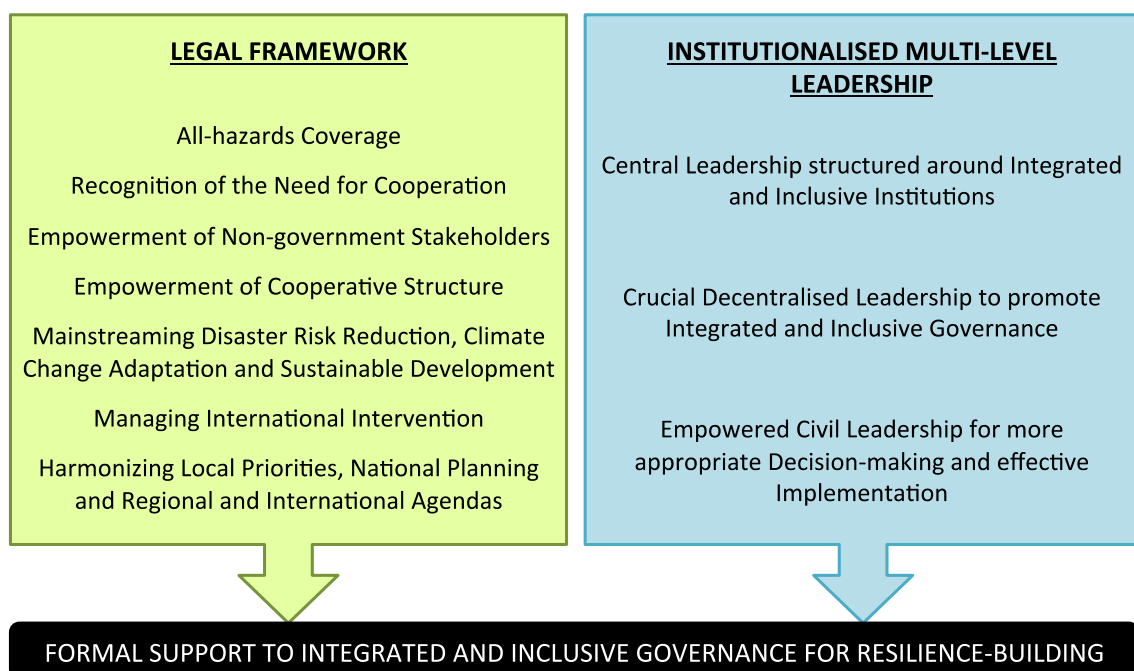 LEGAL FRAMEWORK
All-hazards Coverage
Recognition of the Need for Cooperation
Empowerment of Non-government Stakeholders
Empowerment of Cooperative Structure
Mainstreaming Disaster Risk Reduction, Climate
Change Adaptation and Sustainable Development
Managing International Intervention
Harmonizing Local Priorities, National Planning
and Regional and International Agendas
INSTITUTIONALISED MULTI-LEVEL
LEADERSHIP
Central Leadership structured around Integrated
and Inclusive Institutions
Crucial Decentralised Leadership to promote
Integrated and Inclusive Governance
Empowered Civil Leadership for more
appropriate Decision-making and effective
Implementation
FORMAL SUPPORT TO INTEGRATED AND INCLUSIVE GOVERNANCE FOR RESILIENCE-BUILDING